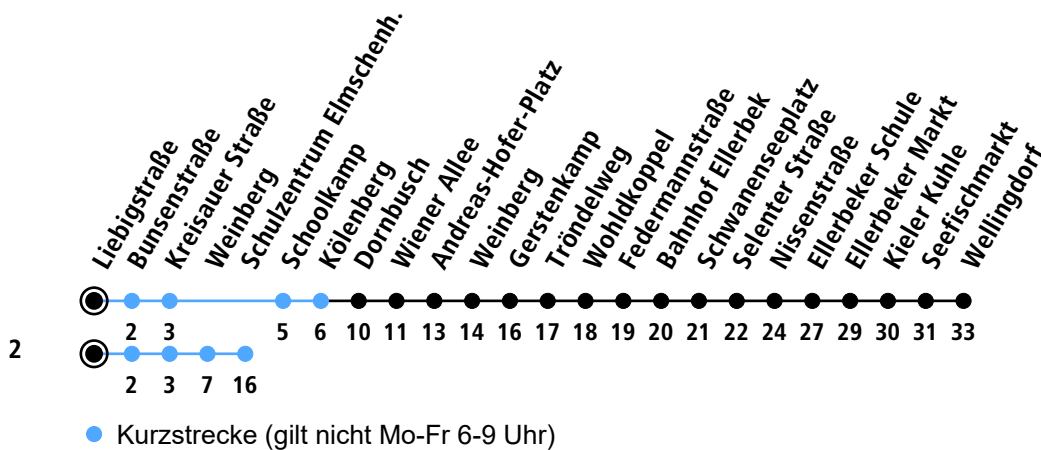 Liebigstraße
Bunsenstraße
Kreisauer Straße
Weinberg
Schulzentrum Elmschenh.
Schoolkamp
Kölenberg
Dornbusch
Wiener Allee
Andreas-Hofer-Platz
Weinberg
Gerstenkamp
Tröndelweg
Wohldkoppel
Federmannstraße
Bahnhof Ellerbek
Schwanenseeplatz
Selenter Straße
Nissenstraße
Ellerbeker Schule
Ellerbeker Markt
Kieler Kuhle
Seefischmarkt
Wellingdorf
2 3 5 6 10 11 13 14 16 17 18 19 20 21 22 24 27 29 30 31 33
2
2 3 7 16
Kurzstrecke (gilt nicht Mo-Fr 6-9 Uhr)